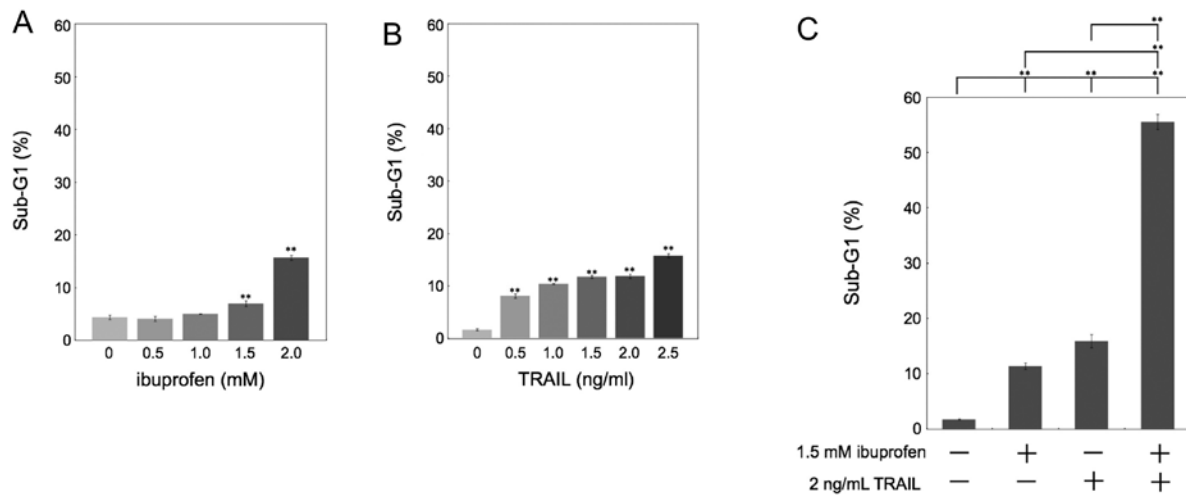 A
60
50
40
30
20
10
0
Sub-G1 (%)
**
**
0 0.5 1.0 1.5 2.0
ibuprofen (mM)
B
60
50
40
30
20
10
0
Sub-G1 (%)
**
**
**
**
**
0 0.5 1.0 1.5 2.0 2.5
TRAIL (ng/ml)
C
**
**
** ** **
60
50
40
30
20
10
0
Sub-G1 (%)
1.5 mM ibuprofen — + — +
2 ng/mL TRAIL — — + +